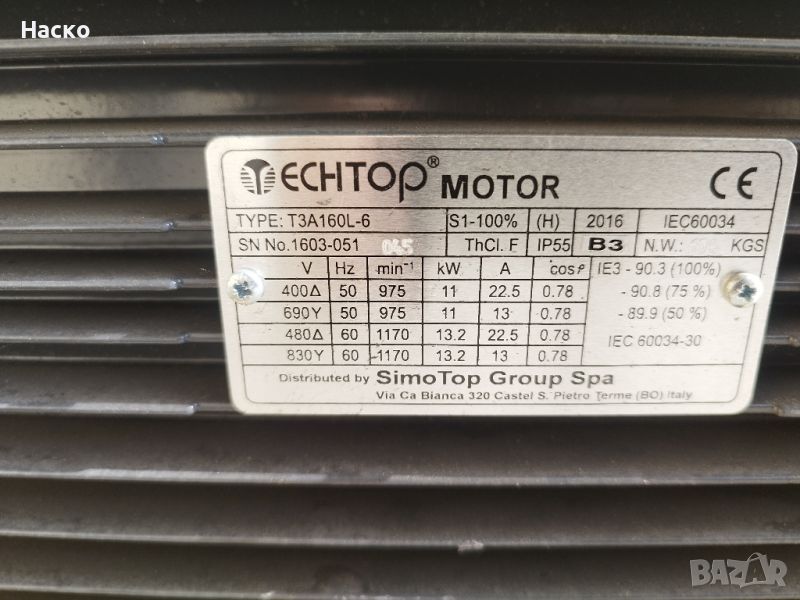 Наско
TECHTOP® MOTOR CE
TYPE: T3A160L-6 S1-100% (H) 2016 IEC60034
SN No.1603-051 045 ThCl. F IP55 B3 N.W.: KGS
V Hz min⁻¹ kW A cosφ IE3 - 90.3 (100%)
400Δ 50 975 11 22.5 0.78 - 90.8 (75 %)
690Y 50 975 11 13 0.78 - 89.9 (50 %)
480Δ 60 1170 13.2 22.5 0.78 IEC 60034-30
830Y 60 1170 13.2 13 0.78
Distributed by SimoTop Group Spa
Via Ca Bianca 320 Castel S. Pietro Terme (BO) Italy
BAZAR